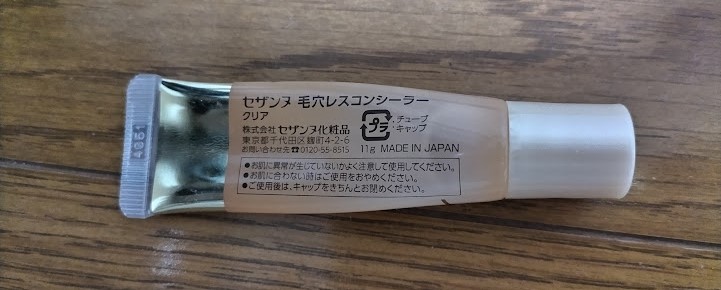 セザンヌ 毛穴レスコンシーラー
クリア
株式会社 セザンヌ化粧品
東京都千代田区麹町4-2-6
お問い合わせ先☎0120-55-8515
プラ
チューブ
キャップ
11g MADE IN JAPAN
●お肌に異常が生じていないかよく注意して使用してください。
●お肌に合わない時はご使用をおやめください。
●ご使用後は、キャップをきちんとお閉めください。